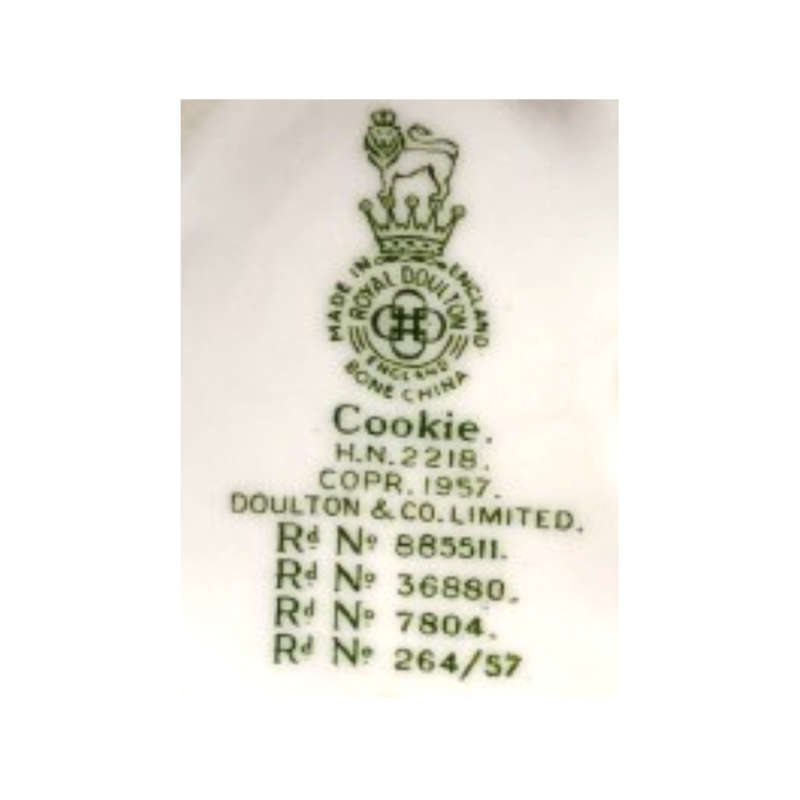 MADE IN ENGLAND
ROYAL DOULTON
ENGLAND
BONE CHINA
Cookie.
H.N.2218.
COPR.1957.
DOULTON & CO.LIMITED.
Rd No 885511.
Rd No 36880.
Rd No 7804.
Rd No 264/57